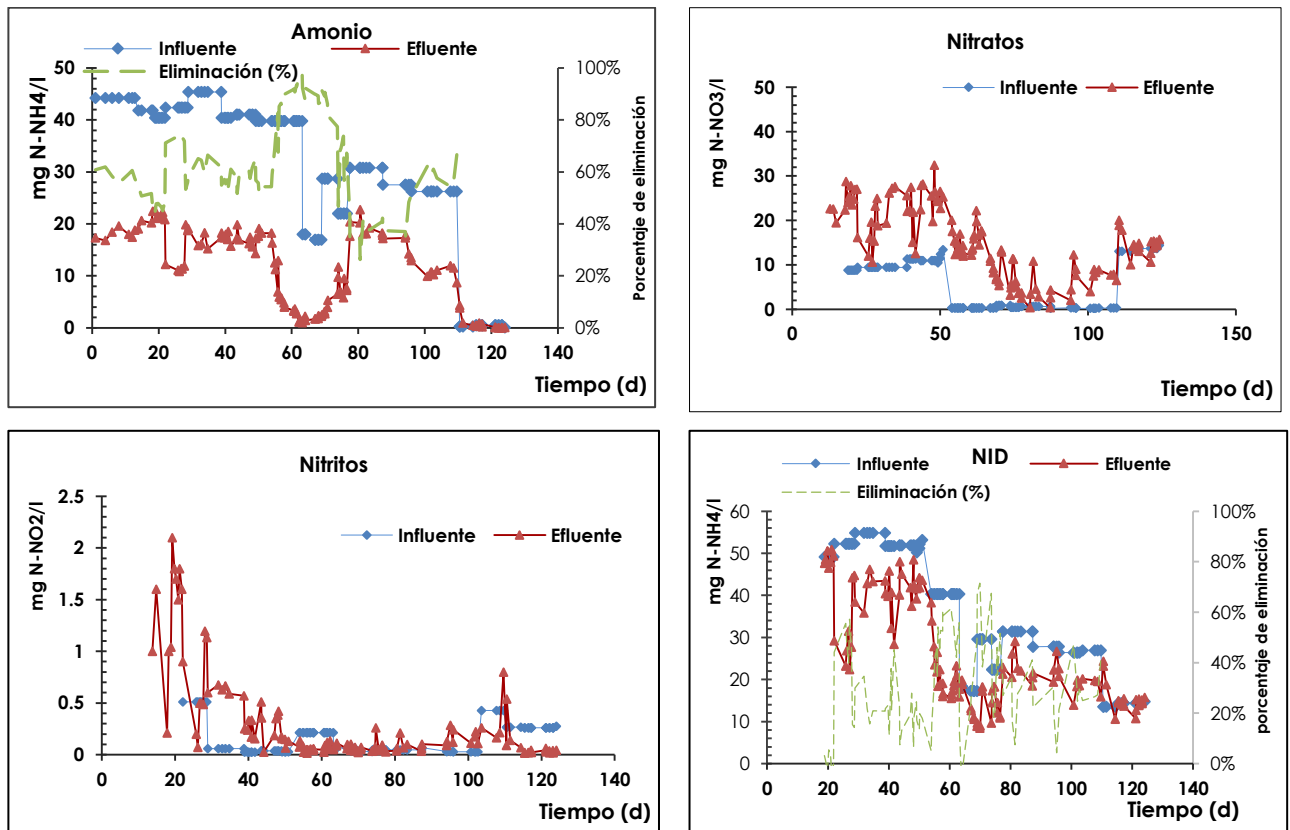 Amonio
Influente
Efluente
Eliminación (%)
mg N-NH4/l
50
40
30
20
10
0
100%
80%
60%
40%
20%
0%
Porcentaje de eliminación
0 20 40 60 80 100 120 140
Tiempo (d)
Nitratos
Influente
Efluente
mg N-NO3/l
50
40
30
20
10
0
0 50 100 150
Tiempo (d)
Nitritos
Influente
Efluente
mg N-NO2/l
2.5
2
1.5
1
0.5
0
0 20 40 60 80 100 120 140
Tiempo (d)
NID
Influente
Efluente
Eiliminación (%)
mg N-NH4/l
60
50
40
30
20
10
0
100%
80%
60%
40%
20%
0%
porcentaje de eliminación
0 20 40 60 80 100 120 140
Tiempo (d)